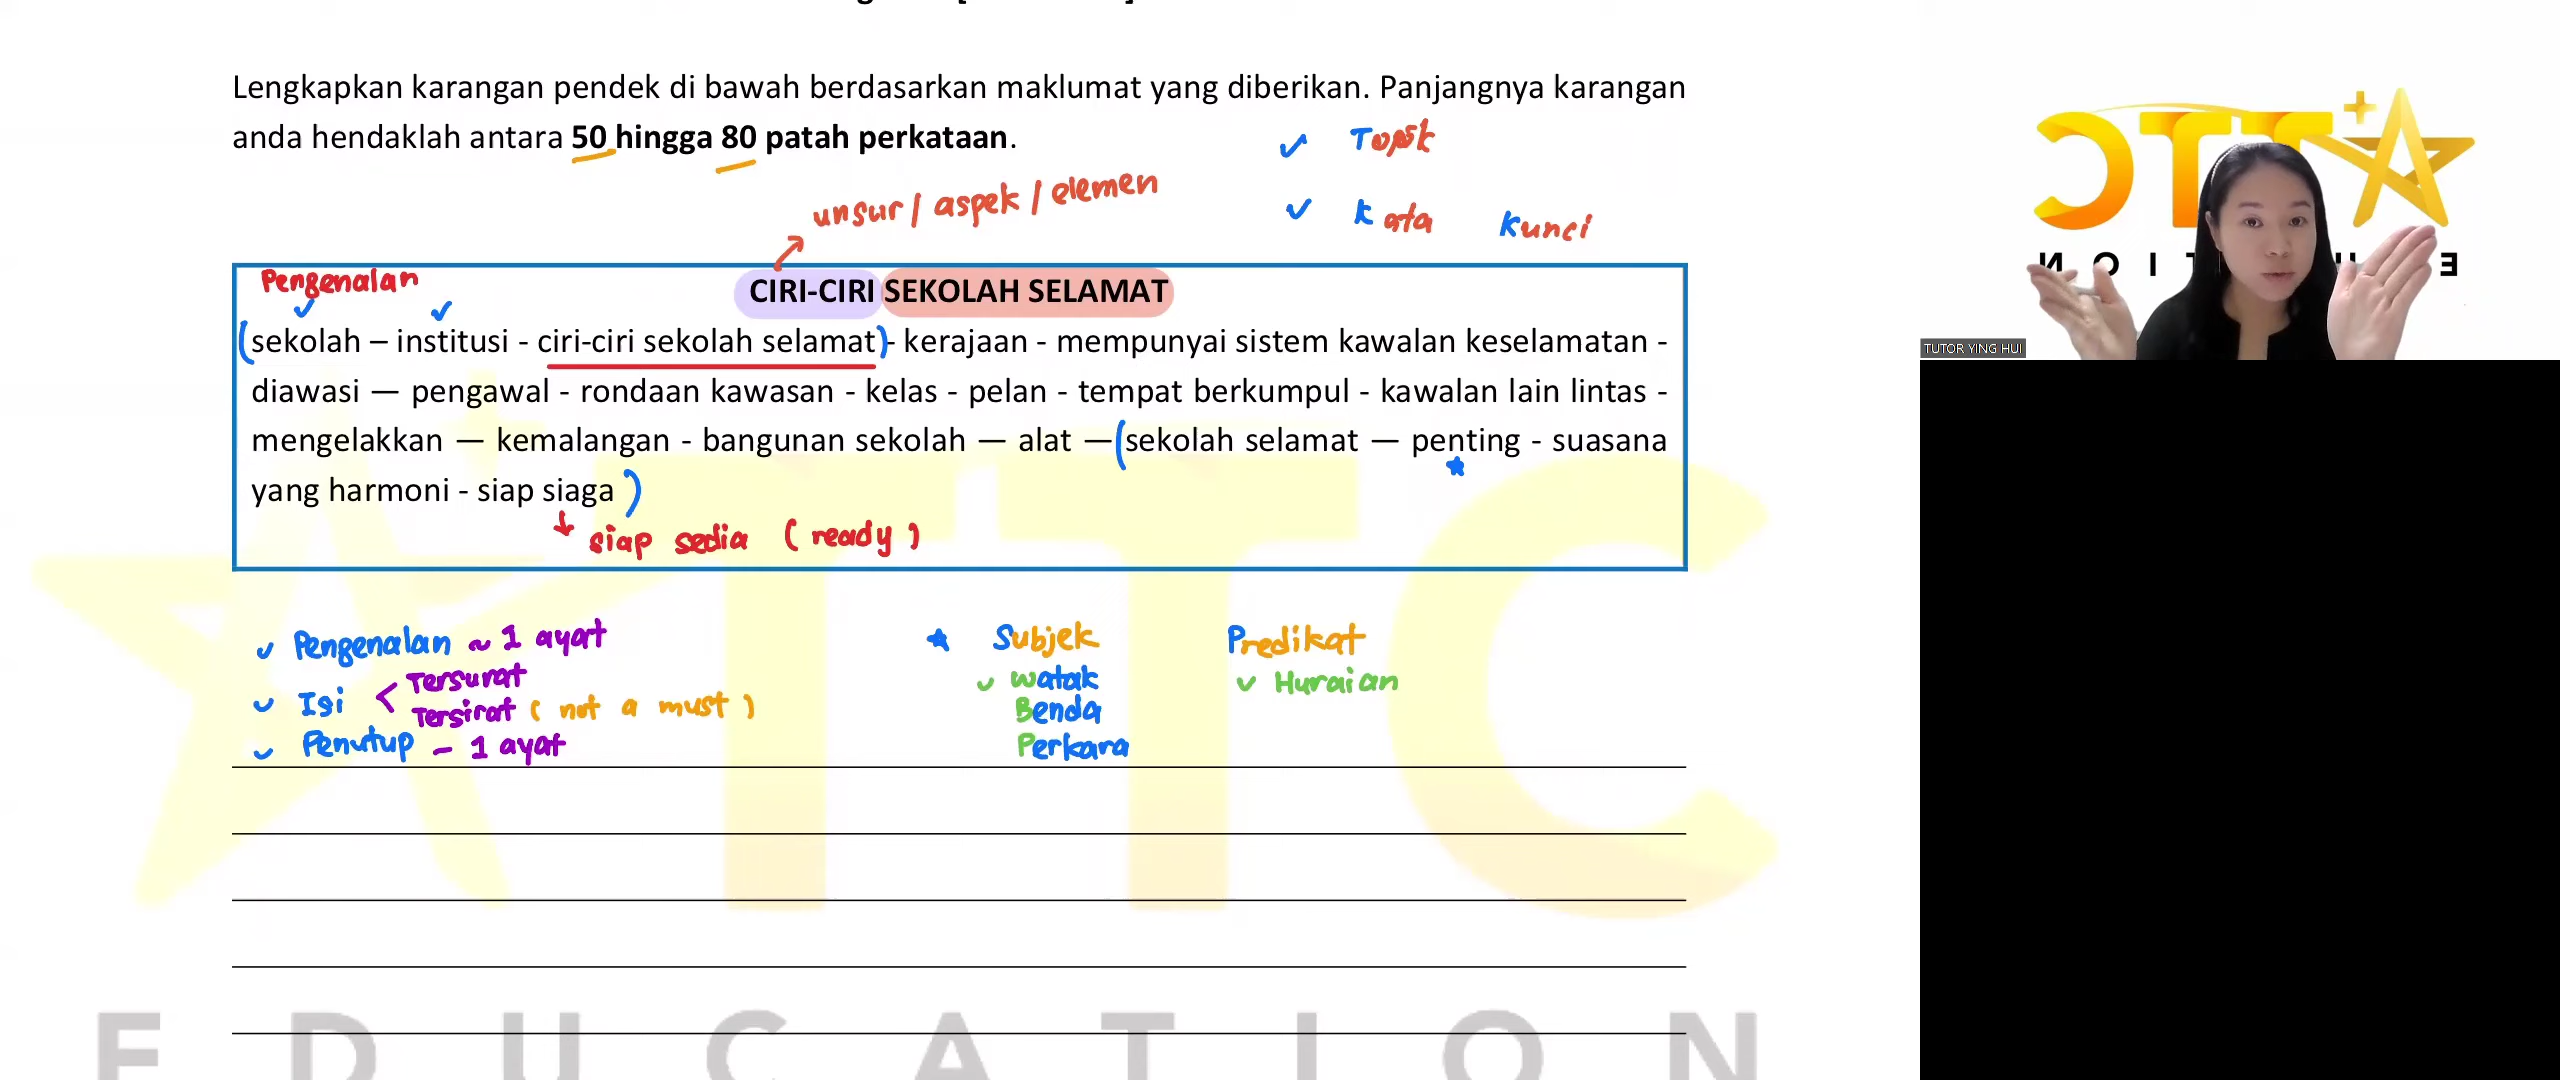 Lengkapkan karangan pendek di bawah berdasarkan maklumat yang diberikan. Panjangnya karangan
anda hendaklah antara 50 hingga 80 patah perkataan.
✓ Topik
unsur / aspek / elemen
✓ Kata Kunci
Pengenalan
CIRI-CIRI SEKOLAH SELAMAT
(sekolah – institusi - ciri-ciri sekolah selamat)- kerajaan - mempunyai sistem kawalan keselamatan -
diawasi — pengawal - rondaan kawasan - kelas - pelan - tempat berkumpul - kawalan lain lintas -
mengelakkan — kemalangan - bangunan sekolah — alat —(sekolah selamat — penting - suasana
yang harmoni - siap siaga)
siap sedia (ready)
✓ Pengenalan ~ 1 ayat
✓ Isi < Tersurat
Tersirat (not a must)
✓ Penutup - 1 ayat
★ Subjek Predikat
✓ Watak ✓ Huraian
Benda
Perkara
TTC
EDUCATION
TUTOR YING HUI